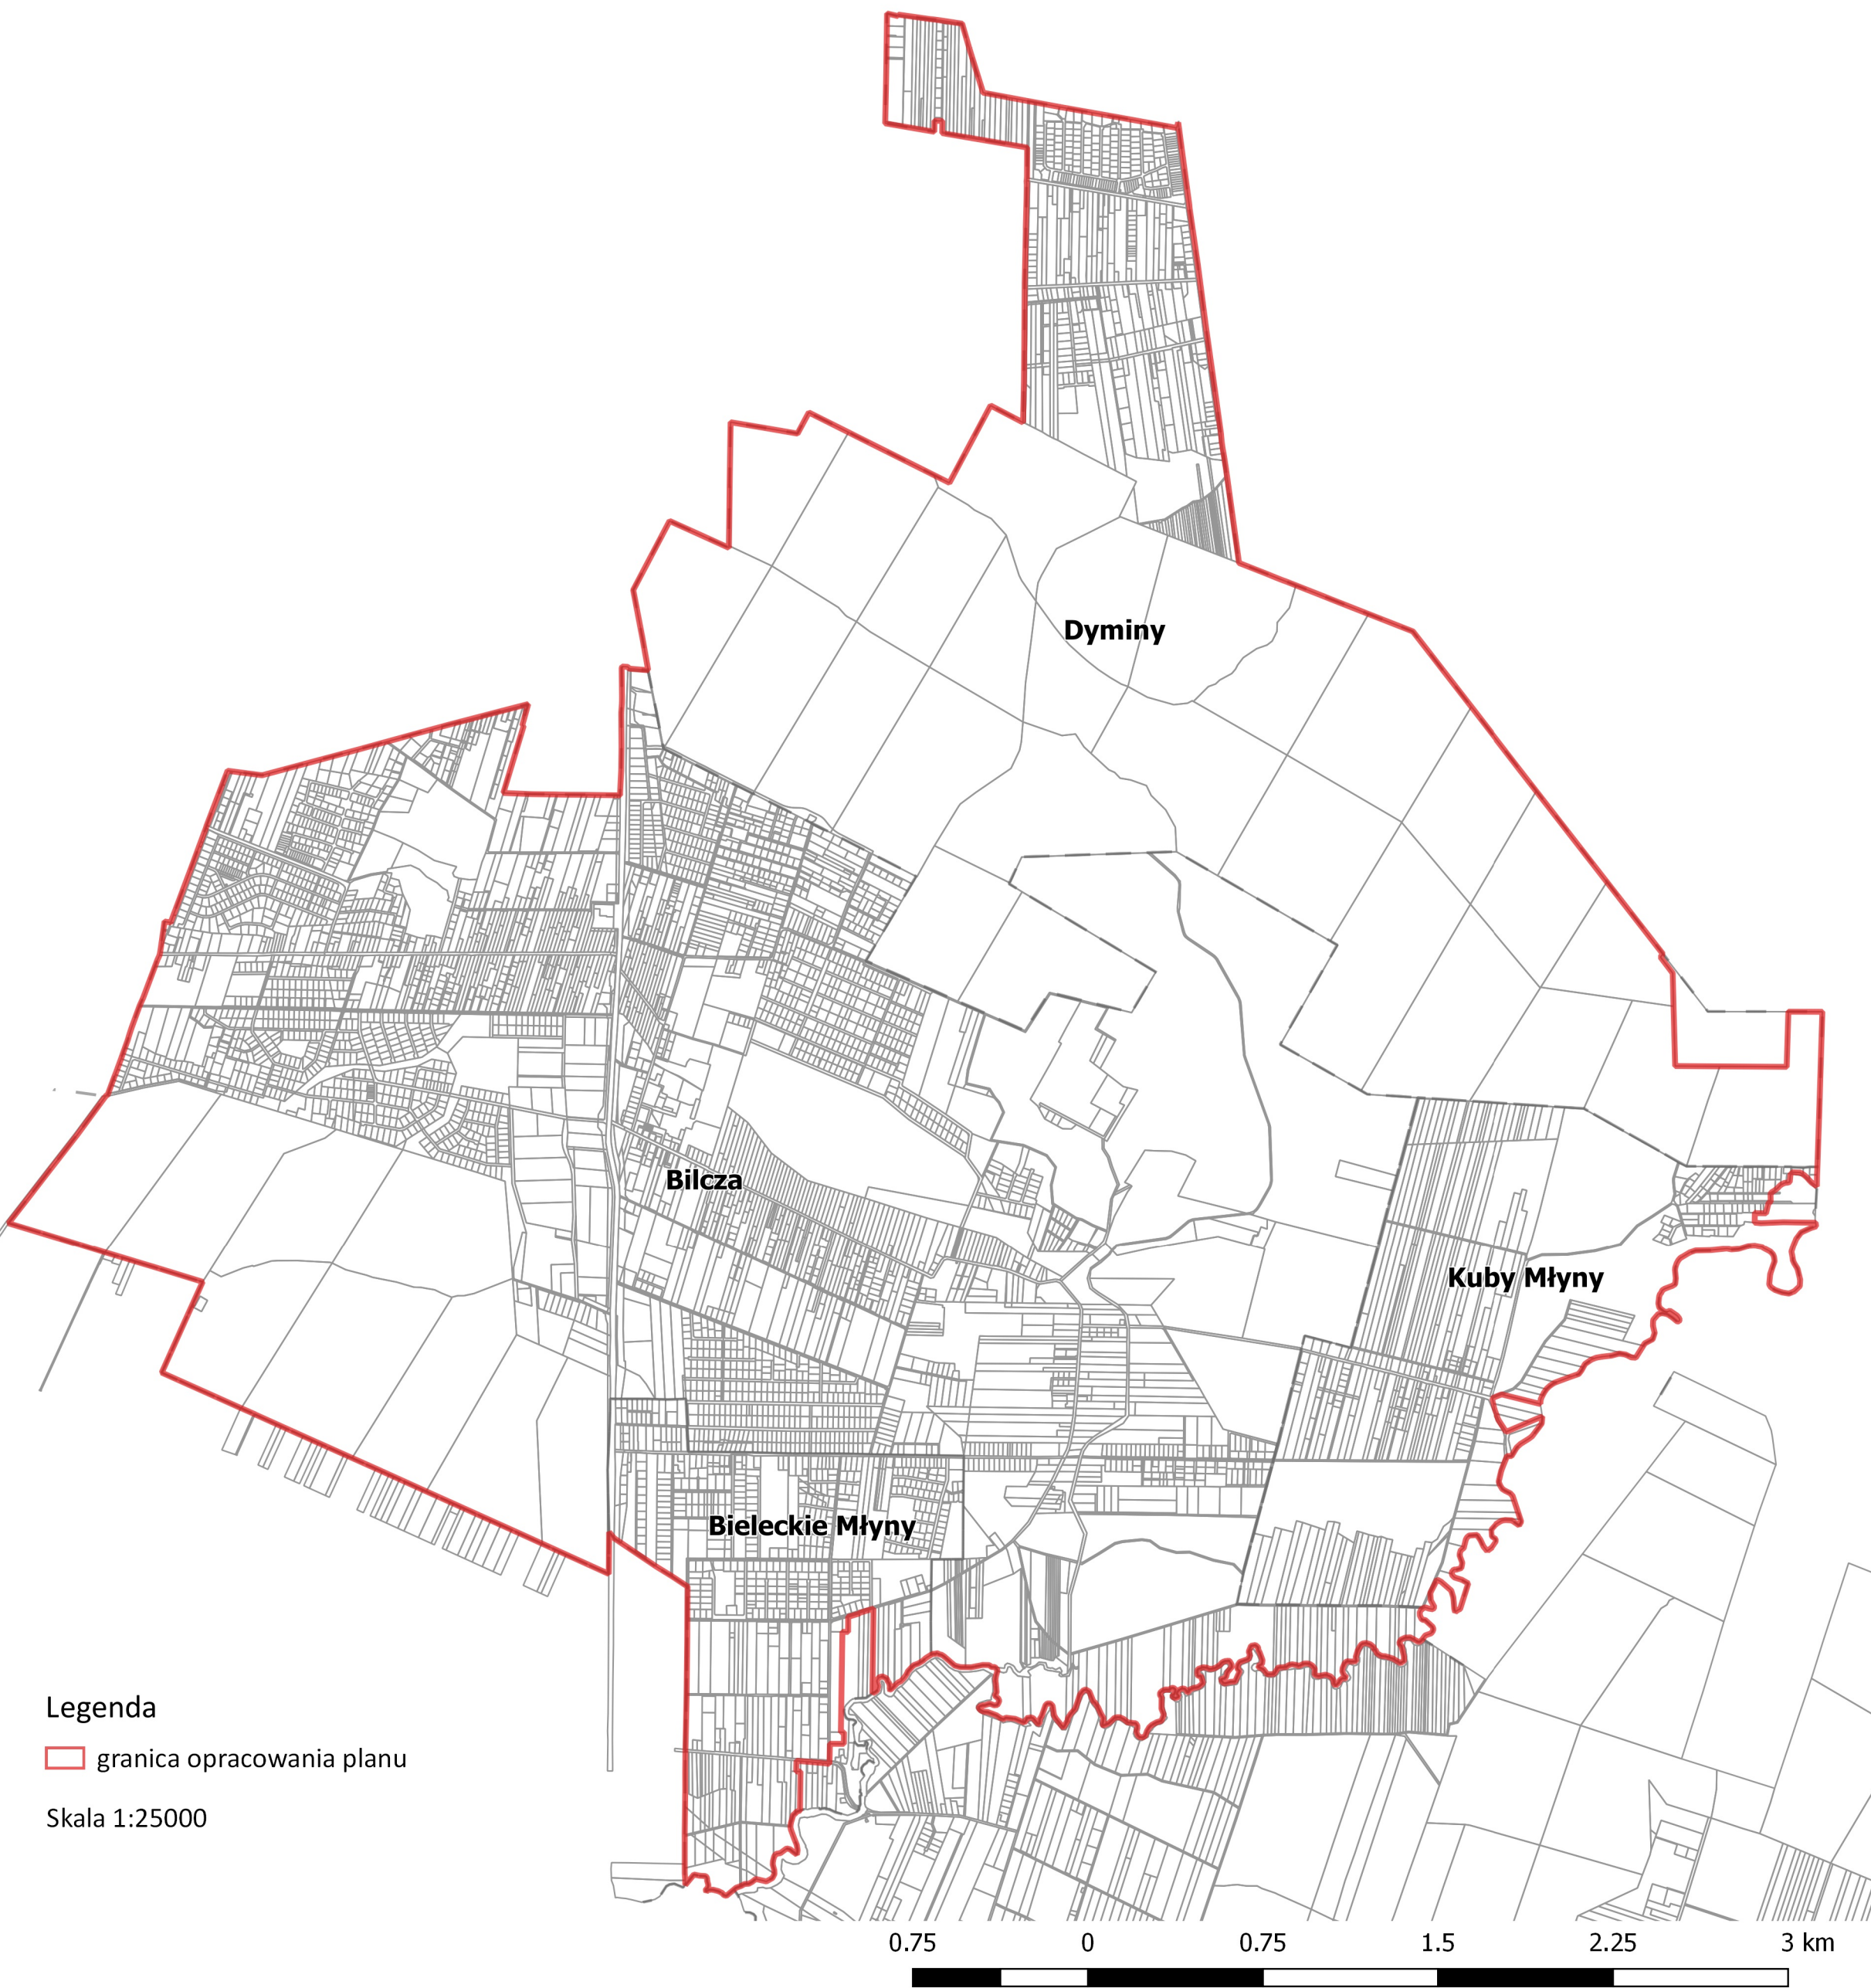 Dyminy
Bilcza
Kuby Młyny
Bieleckie Młyny
Legenda
granica opracowania planu
Skala 1:25000
0.75 0 0.75 1.5 2.25 3 km